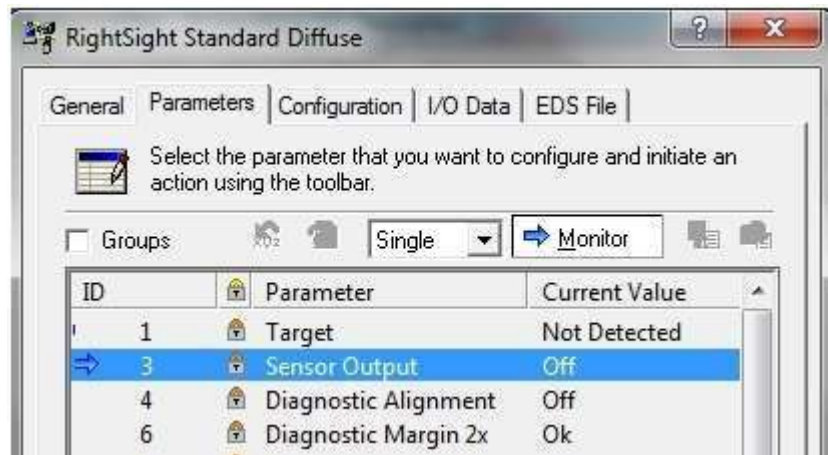 RightSight Standard Diffuse
General Parameters Configuration I/O Data EDS File
Select the parameter that you want to configure and initiate an
action using the toolbar.
Groups Single Monitor
ID Parameter Current Value
1 Target Not Detected
3 Sensor Output Off
4 Diagnostic Alignment Off
6 Diagnostic Margin 2x Ok